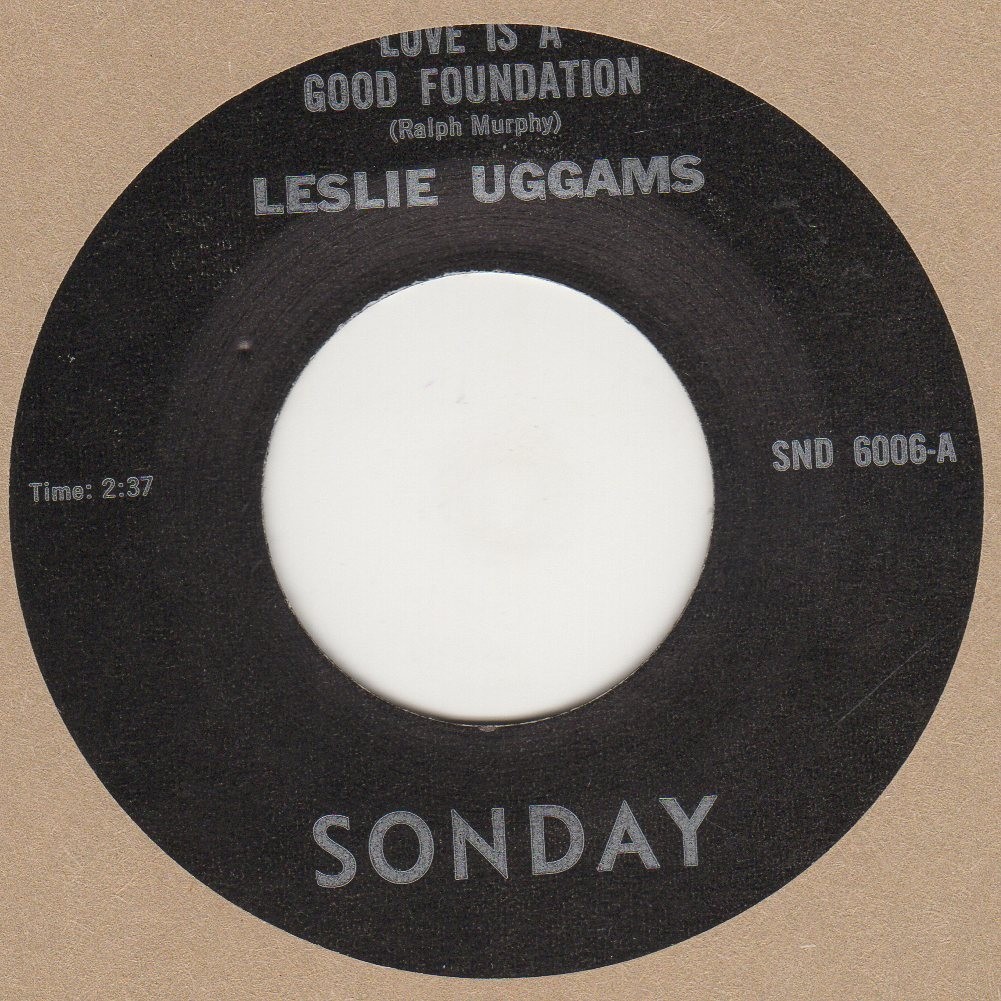 LOVE IS A
GOOD FOUNDATION
(Ralph Murphy)
LESLIE UGGAMS
SND 6006-A
Time: 2:37
SONDAY